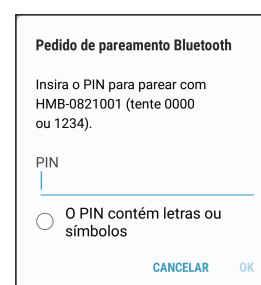 Pedido de pareamento Bluetooth
Insira o PIN para parear com
HMB-0821001 (tente 0000
ou 1234).
PIN
O PIN contém letras ou
símbolos
CANCELAR OK